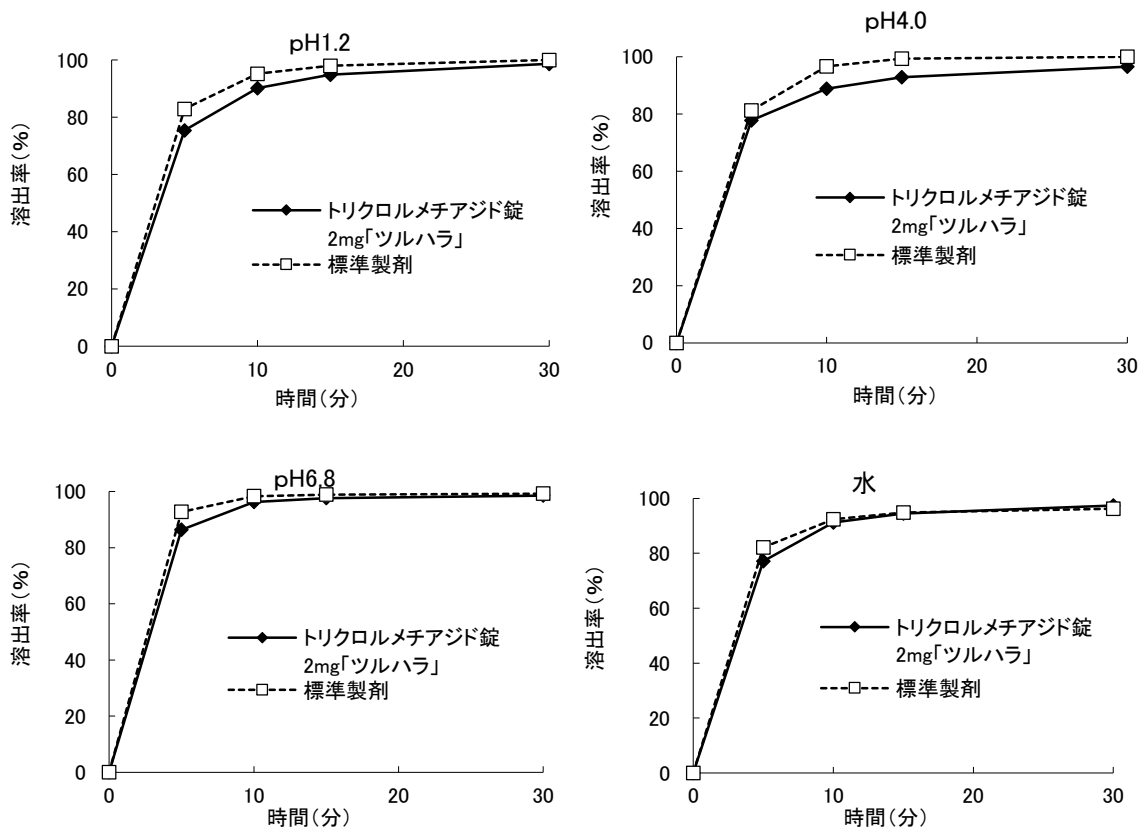 pH1.2
100
80
60
40
20
0
溶出率(%)
トリクロルメチアジド錠
2mg「ツルハラ」
標準製剤
0 10 20 30
時間(分)
pH4.0
100
80
60
40
20
0
溶出率(%)
トリクロルメチアジド錠
2mg「ツルハラ」
標準製剤
0 10 20 30
時間(分)
pH6.8
100
80
60
40
20
0
溶出率(%)
トリクロルメチアジド錠
2mg「ツルハラ」
標準製剤
0 10 20 30
時間(分)
水
100
80
60
40
20
0
溶出率(%)
トリクロルメチアジド錠
2mg「ツルハラ」
標準製剤
0 10 20 30
時間(分)